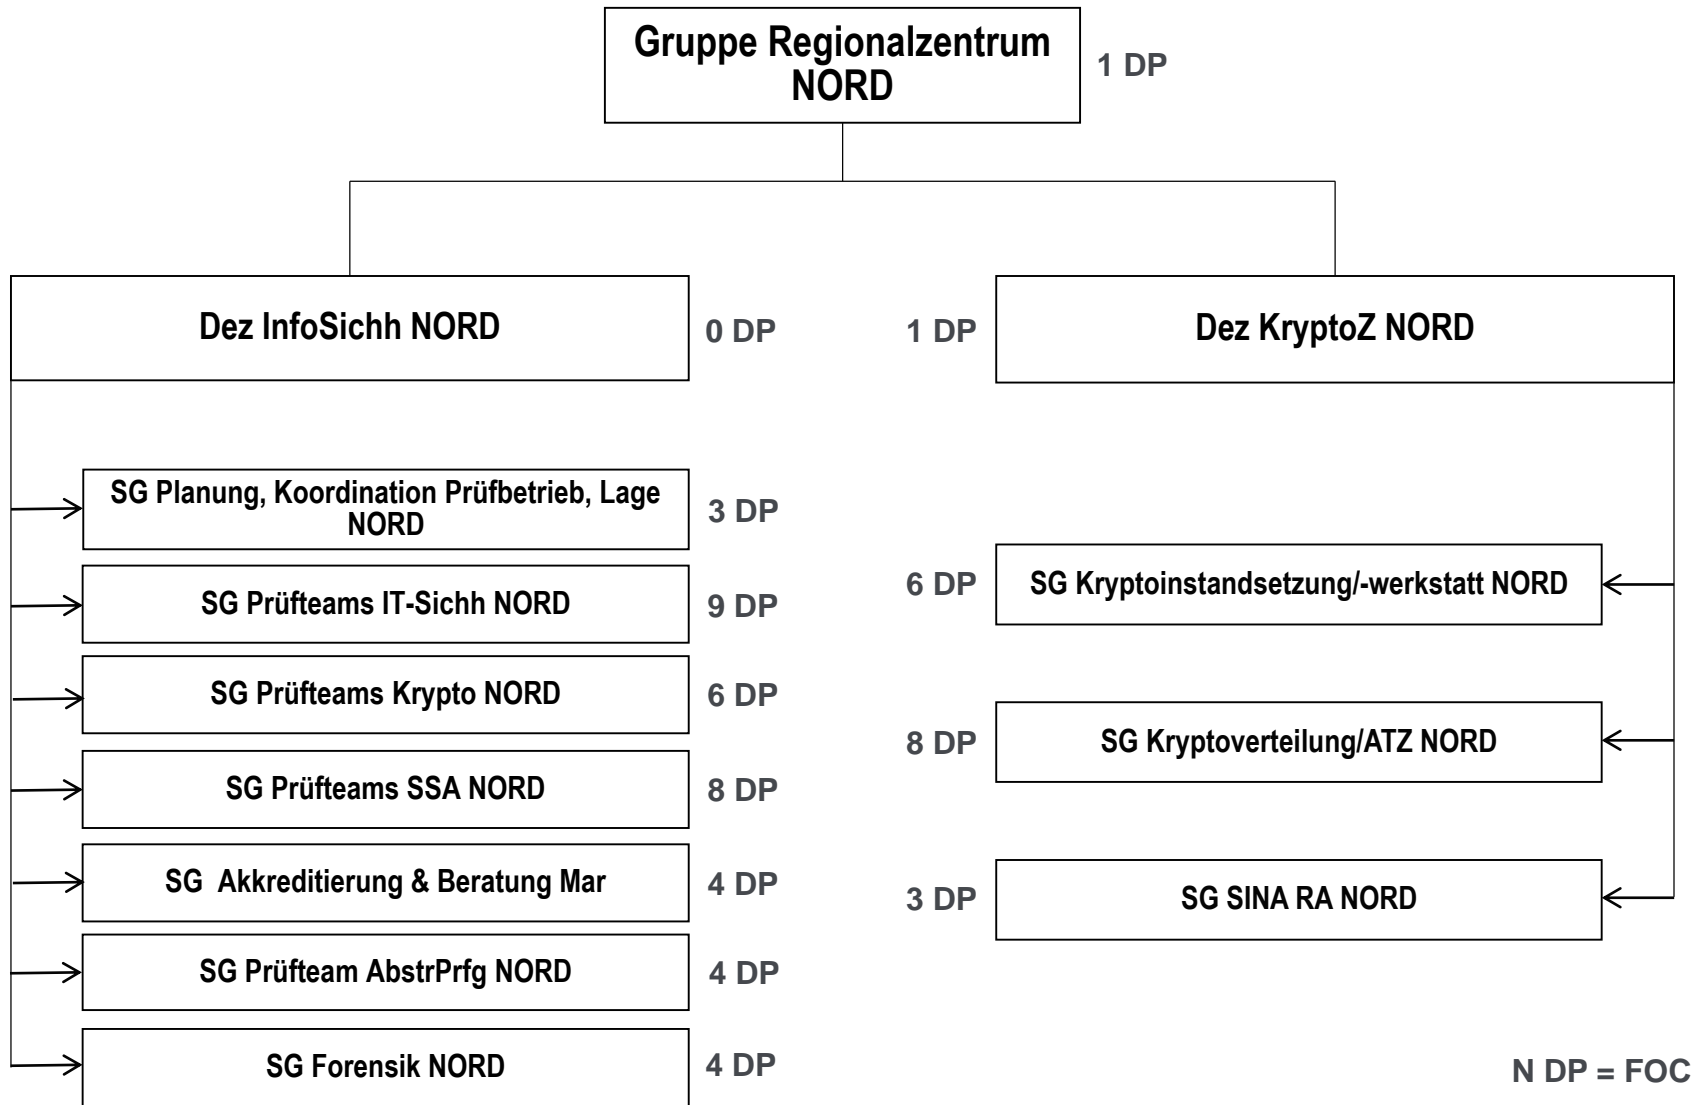 Gruppe Regionalzentrum
NORD
1 DP
Dez InfoSichh NORD
0 DP
1 DP
Dez KryptoZ NORD
SG Planung, Koordination Prüfbetrieb, Lage
NORD
3 DP
SG Prüfteams IT-Sichh NORD
9 DP
SG Prüfteams Krypto NORD
6 DP
SG Prüfteams SSA NORD
8 DP
SG Akkreditierung & Beratung Mar
4 DP
SG Prüfteam AbstrPrfg NORD
4 DP
SG Forensik NORD
4 DP
6 DP
SG Kryptoinstandsetzung/-werkstatt NORD
8 DP
SG Kryptoverteilung/ATZ NORD
3 DP
SG SINA RA NORD
N DP = FOC